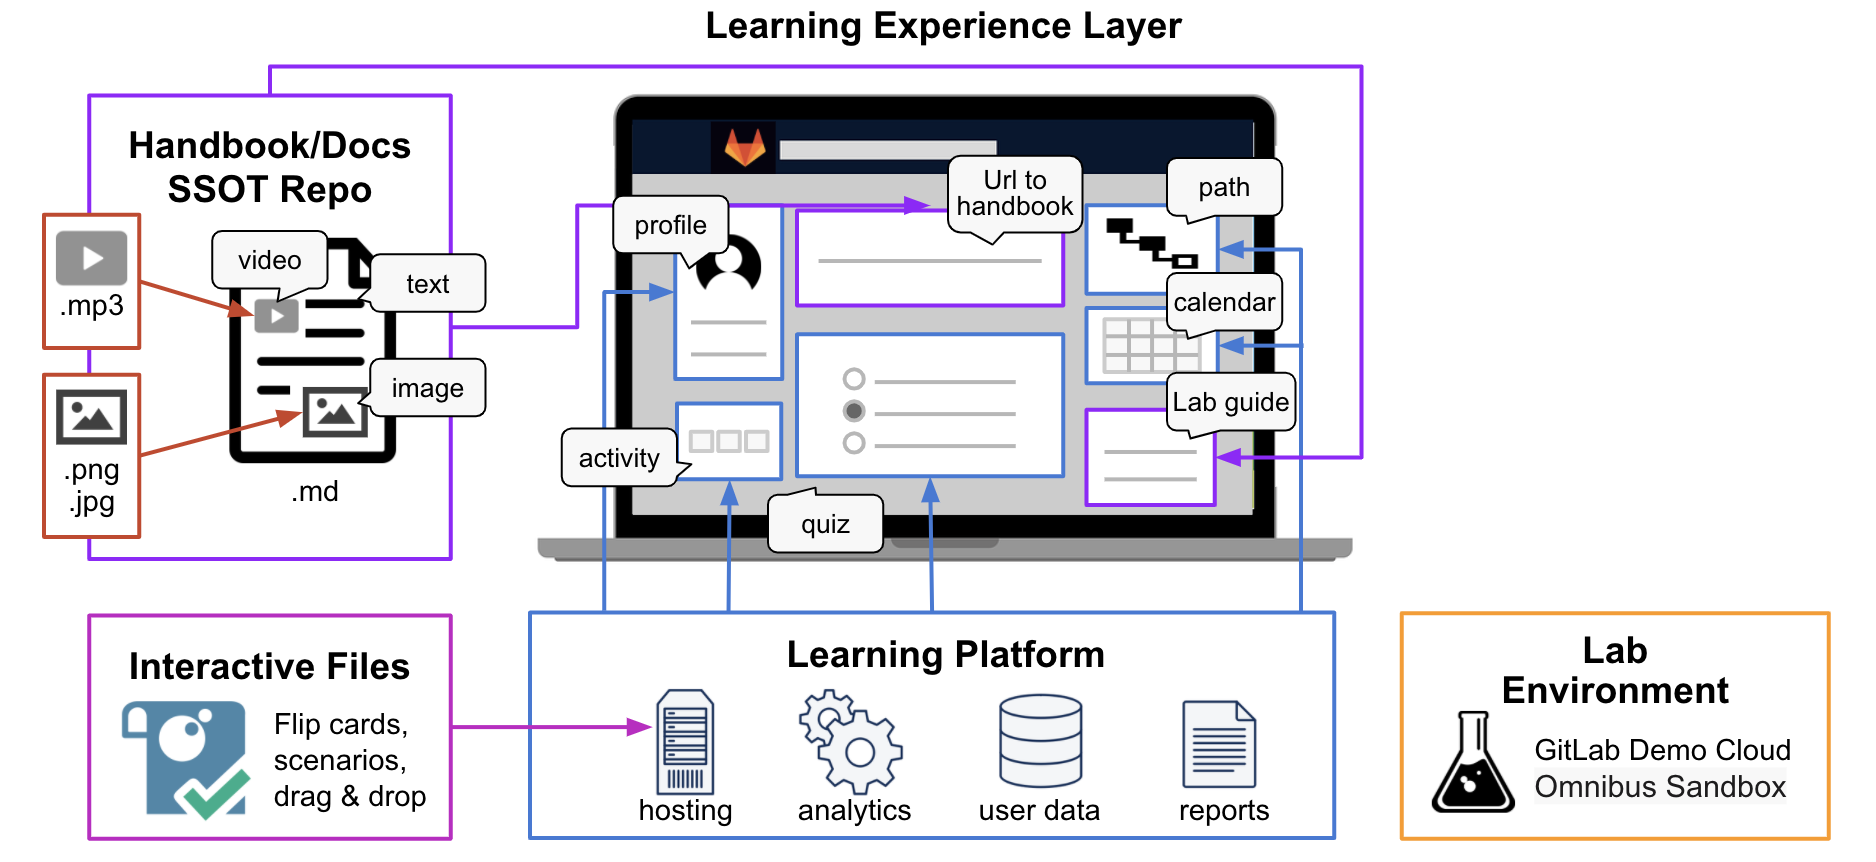 Learning Experience Layer
Handbook/Docs
SSOT Repo
.mp3
video
text
image
.png
.jpg
.md
profile
Url to
handbook
path
calendar
Lab guide
activity
quiz
Interactive Files
Flip cards,
scenarios,
drag & drop
Learning Platform
hosting
analytics
user data
reports
Lab
Environment
GitLab Demo Cloud
Omnibus Sandbox